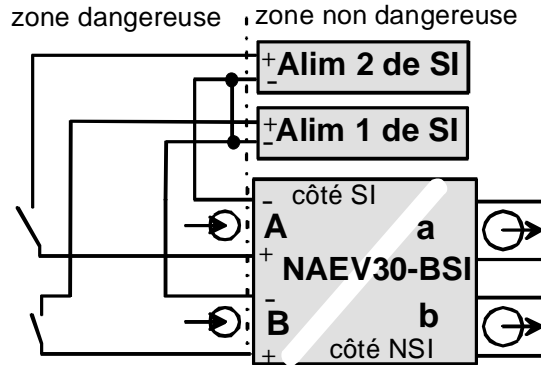 zone dangereuse zone non dangereuse
+ Alim 2 de SI
-
+ Alim 1 de SI
-
- côté SI
A a
+ NAEV30-BSI
-
B b
+ côté NSI